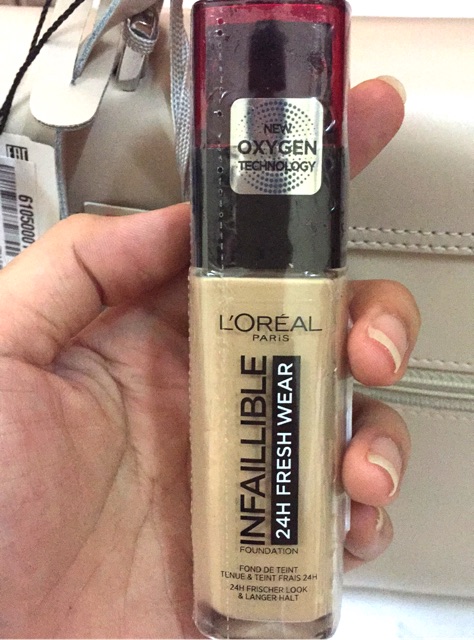 NEW
OXYGEN
TECHNOLOGY
L'ORÉAL
PARIS
INFAILLIBLE
24H FRESH WEAR
FOUNDATION
FOND DE TEINT
TENUE & TEINT FRAIS 24H
24H FRISCHER LOOK
& LANGER HALT